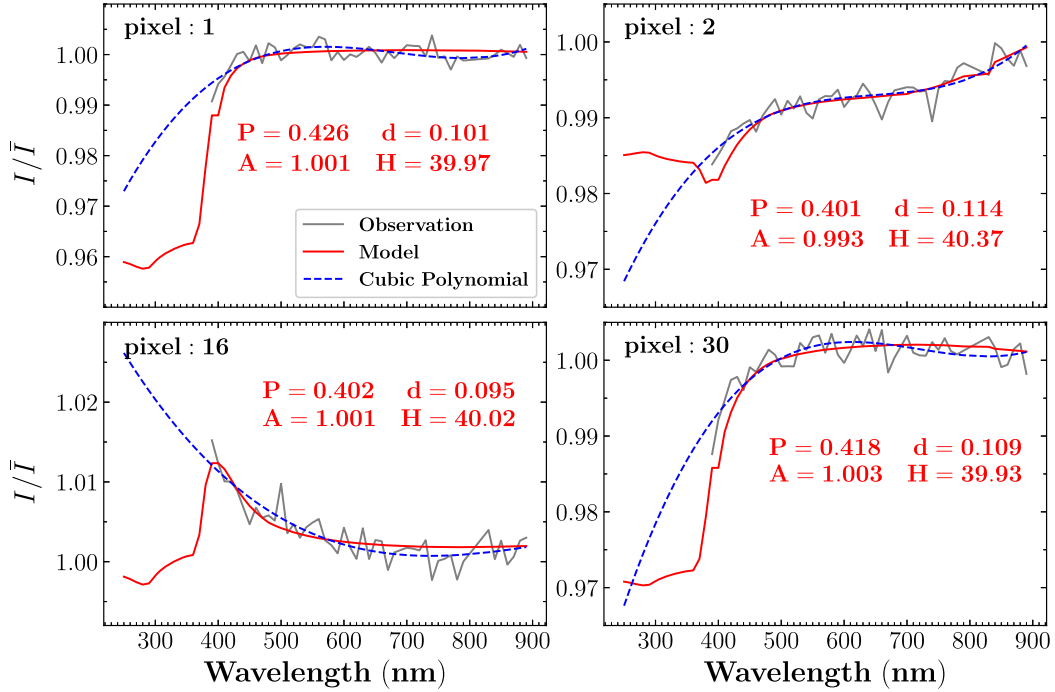 pixel : 1
1.00
0.99
0.98
0.97
0.96
I/Ī
P = 0.426 d = 0.101
A = 1.001 H = 39.97
Observation
Model
Cubic Polynomial
pixel : 2
1.00
0.99
0.98
0.97
P = 0.401 d = 0.114
A = 0.993 H = 40.37
pixel : 16
1.02
1.01
1.00
I/Ī
P = 0.402 d = 0.095
A = 1.001 H = 40.02
300 400 500 600 700 800 900
Wavelength (nm)
pixel : 30
1.00
0.99
0.98
0.97
P = 0.418 d = 0.109
A = 1.003 H = 39.93
300 400 500 600 700 800 900
Wavelength (nm)